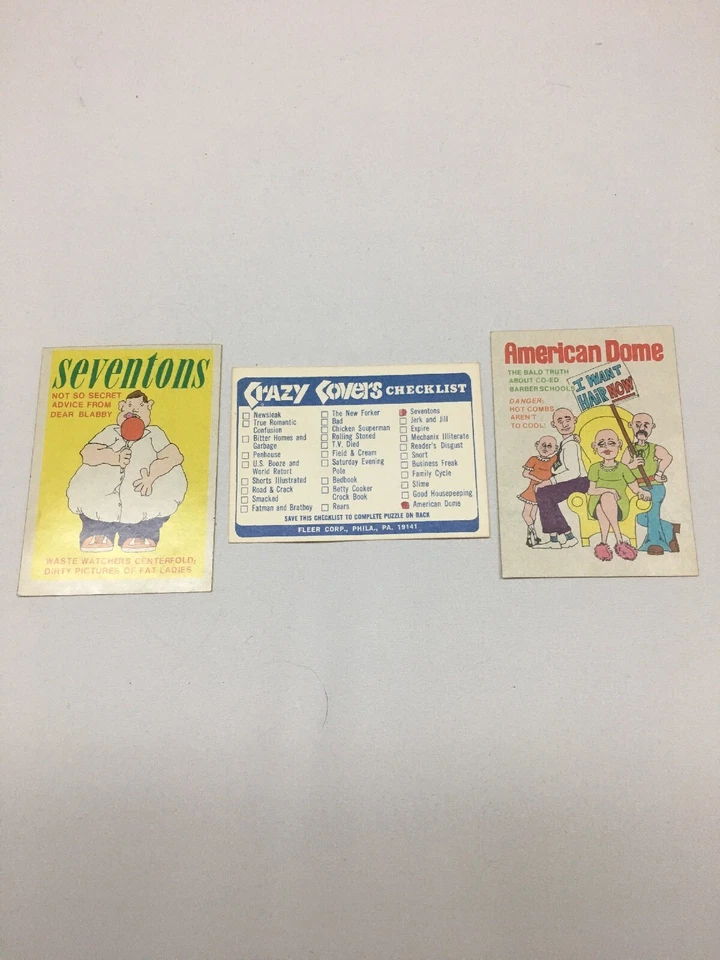 seventons
NOT SO SECRET
ADVICE FROM
DEAR BLABBY
WASTE WATCHERS CENTERFOLD:
DIRTY PICTURES OF FAT LADIES
CRAZY COVERS CHECKLIST
Newsleak
True Romantic
Confusion
Bitter Homes and
Garbage
Penhouse
U.S. Booze and
World Retort
Shorts Illustrated
Road & Crack
Smacked
Fatman and Bratboy
The New Forker
Bad
Chicken Souperman
Rolling Stoned
T.V. Died
Field & Cream
Saturday Evening
Pole
Bedbook
Betty Cooker
Crock Book
Rears
Seventons
Jerk and Jill
Expire
Mechanix Illiterate
Reader's Disgust
Snort
Business Freak
Family Cycle
Slime
Good Housepeeping
American Dome
SAVE THIS CHECKLIST TO COMPLETE PUZZLE ON BACK
FLEER CORP., PHILA., PA. 19141
American Dome
THE BALD TRUTH
ABOUT CO-ED
BARBER SCHOOLS
DANGER:
HOT COMBS
AREN'T
TO COOL!
I WANT
HAIR NOW